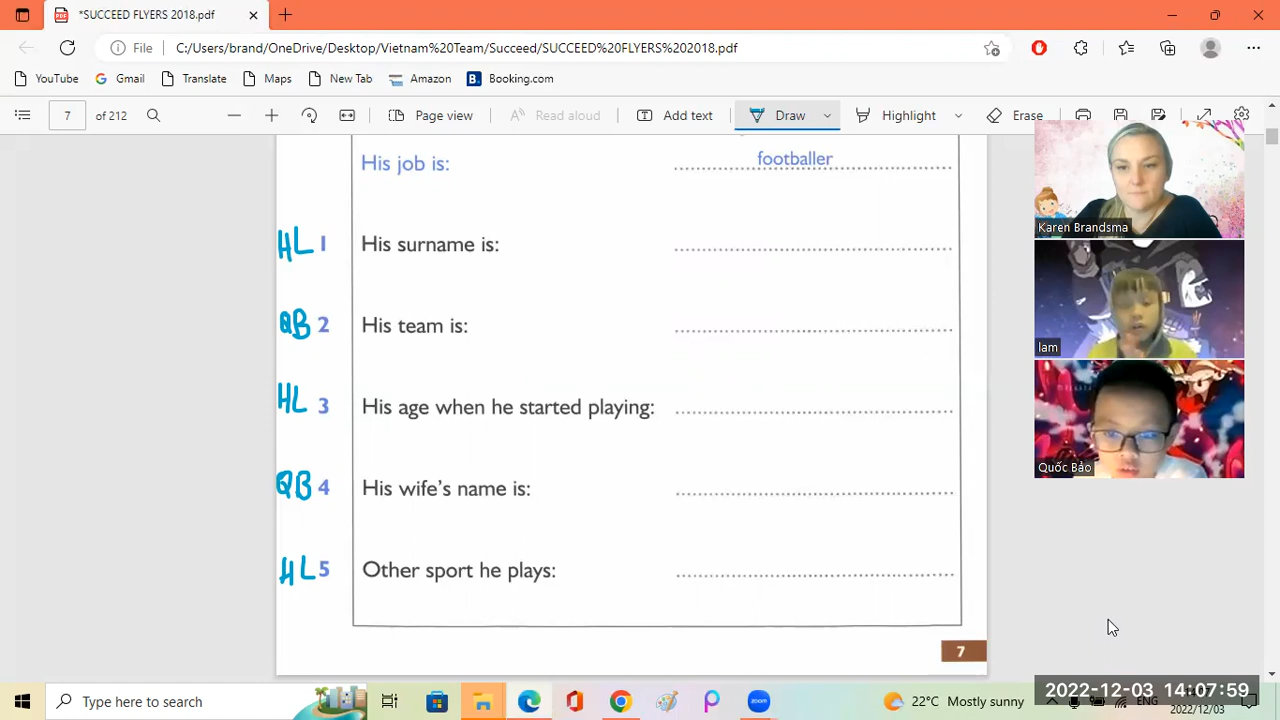 *SUCCEED FLYERS 2018.pdf
File C:/Users/brand/OneDrive/Desktop/Vietnam%20Team/Succeed/SUCCEED%20FLYERS%202018.pdf
YouTube Gmail Translate Maps New Tab Amazon B. Booking.com
7 of 212 Page view Read aloud Add text Draw Highlight Erase
His job is: footballer
HL 1 His surname is:
QB 2 His team is:
HL 3 His age when he started playing:
QB 4 His wife's name is:
HL 5 Other sport he plays:
7
Karen Brandsma
lam
Quốc Bảo
Type here to search
zoom
22°C Mostly sunny
ENG
2022-12-03 14:07:59
2022/12/03